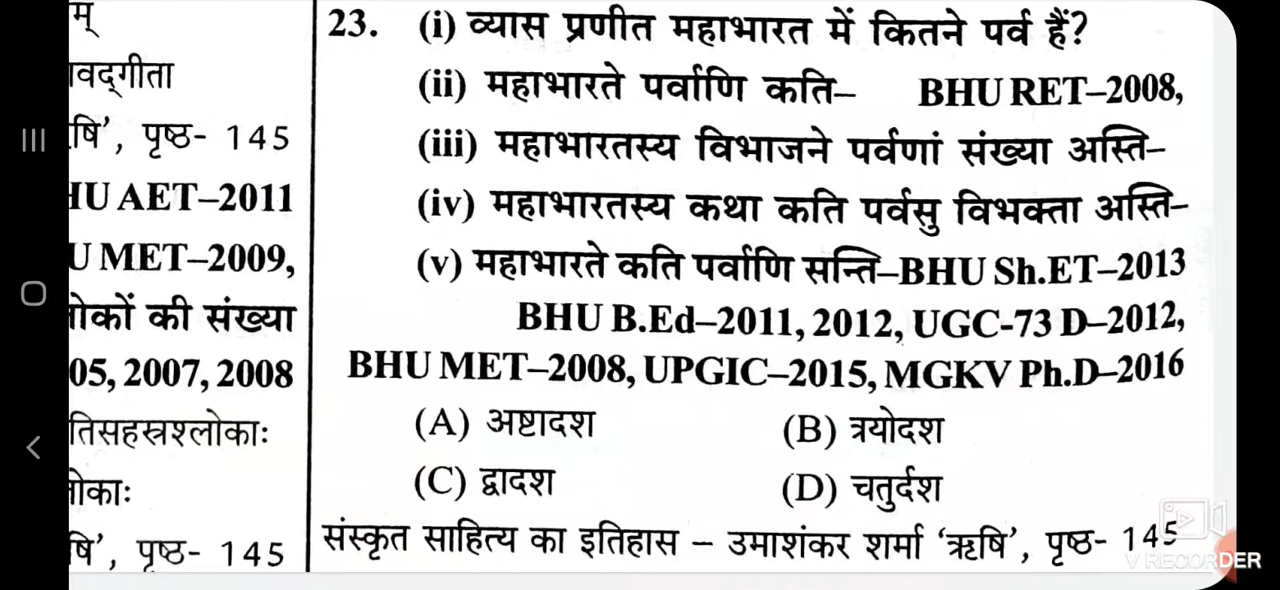 म्
वद्‌गीता
षि’, पृष्ठ- 145
HU AET–2011
U MET–2009,
ोकों की संख्या
05, 2007, 2008
तिसहस्रश्लोकाः
ोकाः
षि’, पृष्ठ- 145
23. (i) व्यास प्रणीत महाभारत में कितने पर्व हैं?
(ii) महाभारते पर्वाणि कति– BHU RET–2008,
(iii) महाभारतस्य विभाजने पर्वणां संख्या अस्ति–
(iv) महाभारतस्य कथा कति पर्वसु विभक्ता अस्ति–
(v) महाभारते कति पर्वाणि सन्ति–BHU Sh.ET–2013
BHU B.Ed–2011, 2012, UGC-73 D–2012,
BHU MET–2008, UPGIC–2015, MGKV Ph.D–2016
(A) अष्टादश (B) त्रयोदश
(C) द्वादश (D) चतुर्दश
संस्कृत साहित्य का इतिहास – उमाशंकर शर्मा ‘ऋषि’, पृष्ठ- 145
V RECORDER